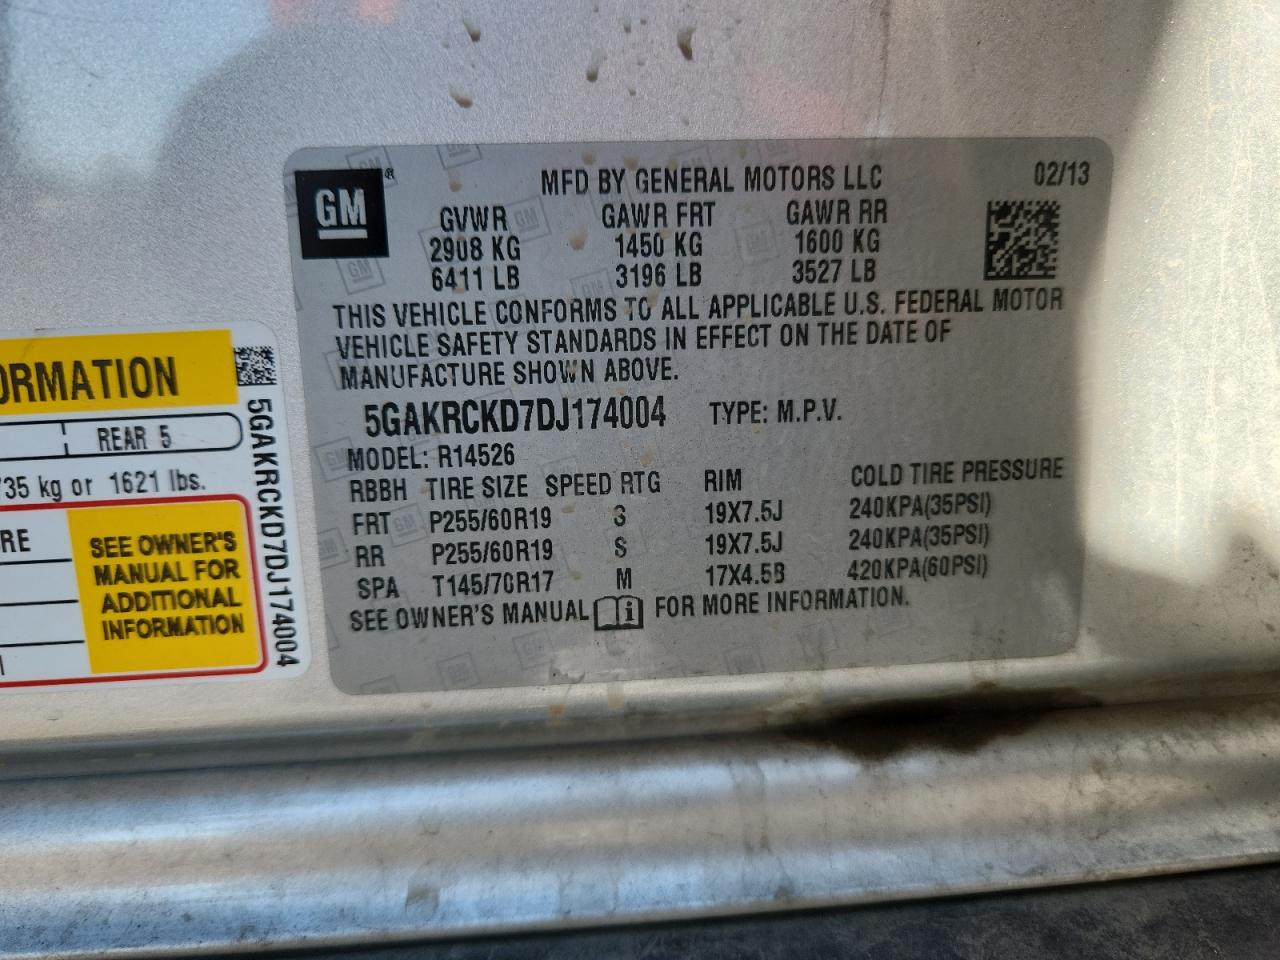 GM®
MFD BY GENERAL MOTORS LLC 02/13
GVWR GAWR FRT GAWR RR
2908 KG 1450 KG 1600 KG
6411 LB 3196 LB 3527 LB
THIS VEHICLE CONFORMS TO ALL APPLICABLE U.S. FEDERAL MOTOR
VEHICLE SAFETY STANDARDS IN EFFECT ON THE DATE OF
MANUFACTURE SHOWN ABOVE.
5GAKRCKD7DJ174004 TYPE: M.P.V.
MODEL: R14526
RBBH TIRE SIZE SPEED RTG RIM COLD TIRE PRESSURE
FRT P255/60R19 S 19X7.5J 240KPA(35PSI)
RR P255/60R19 S 19X7.5J 240KPA(35PSI)
SPA T145/70R17 M 17X4.5B 420KPA(60PSI)
SEE OWNER'S MANUAL FOR MORE INFORMATION.
ORMATION
REAR 5
735 kg or 1621 lbs.
RE
SEE OWNER'S
MANUAL FOR
ADDITIONAL
INFORMATION
5GAKRCKD7DJ174004